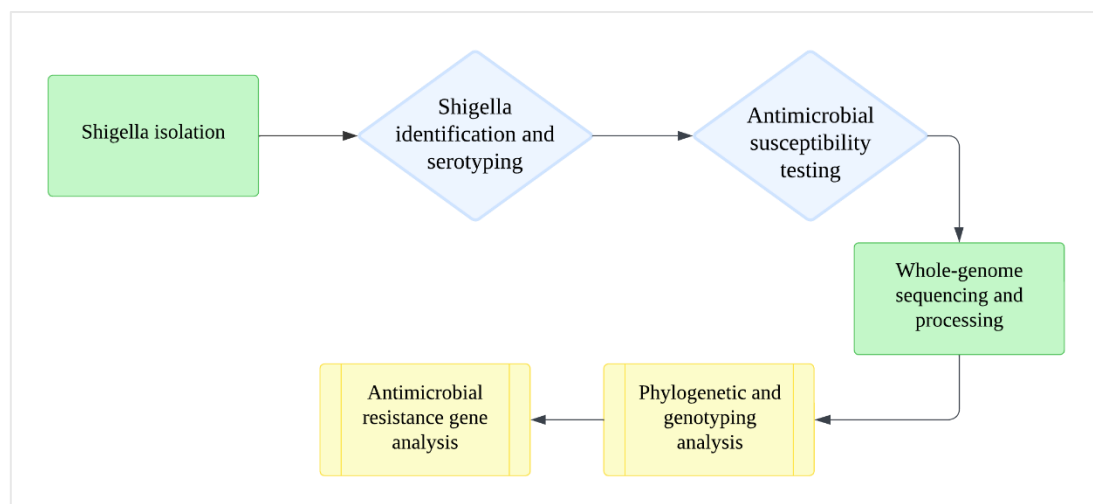 Shigella isolation
Shigella
identification and
serotyping
Antimicrobial
susceptibility
testing
Whole-genome
sequencing and
processing
Phylogenetic and
genotyping
analysis
Antimicrobial
resistance gene
analysis